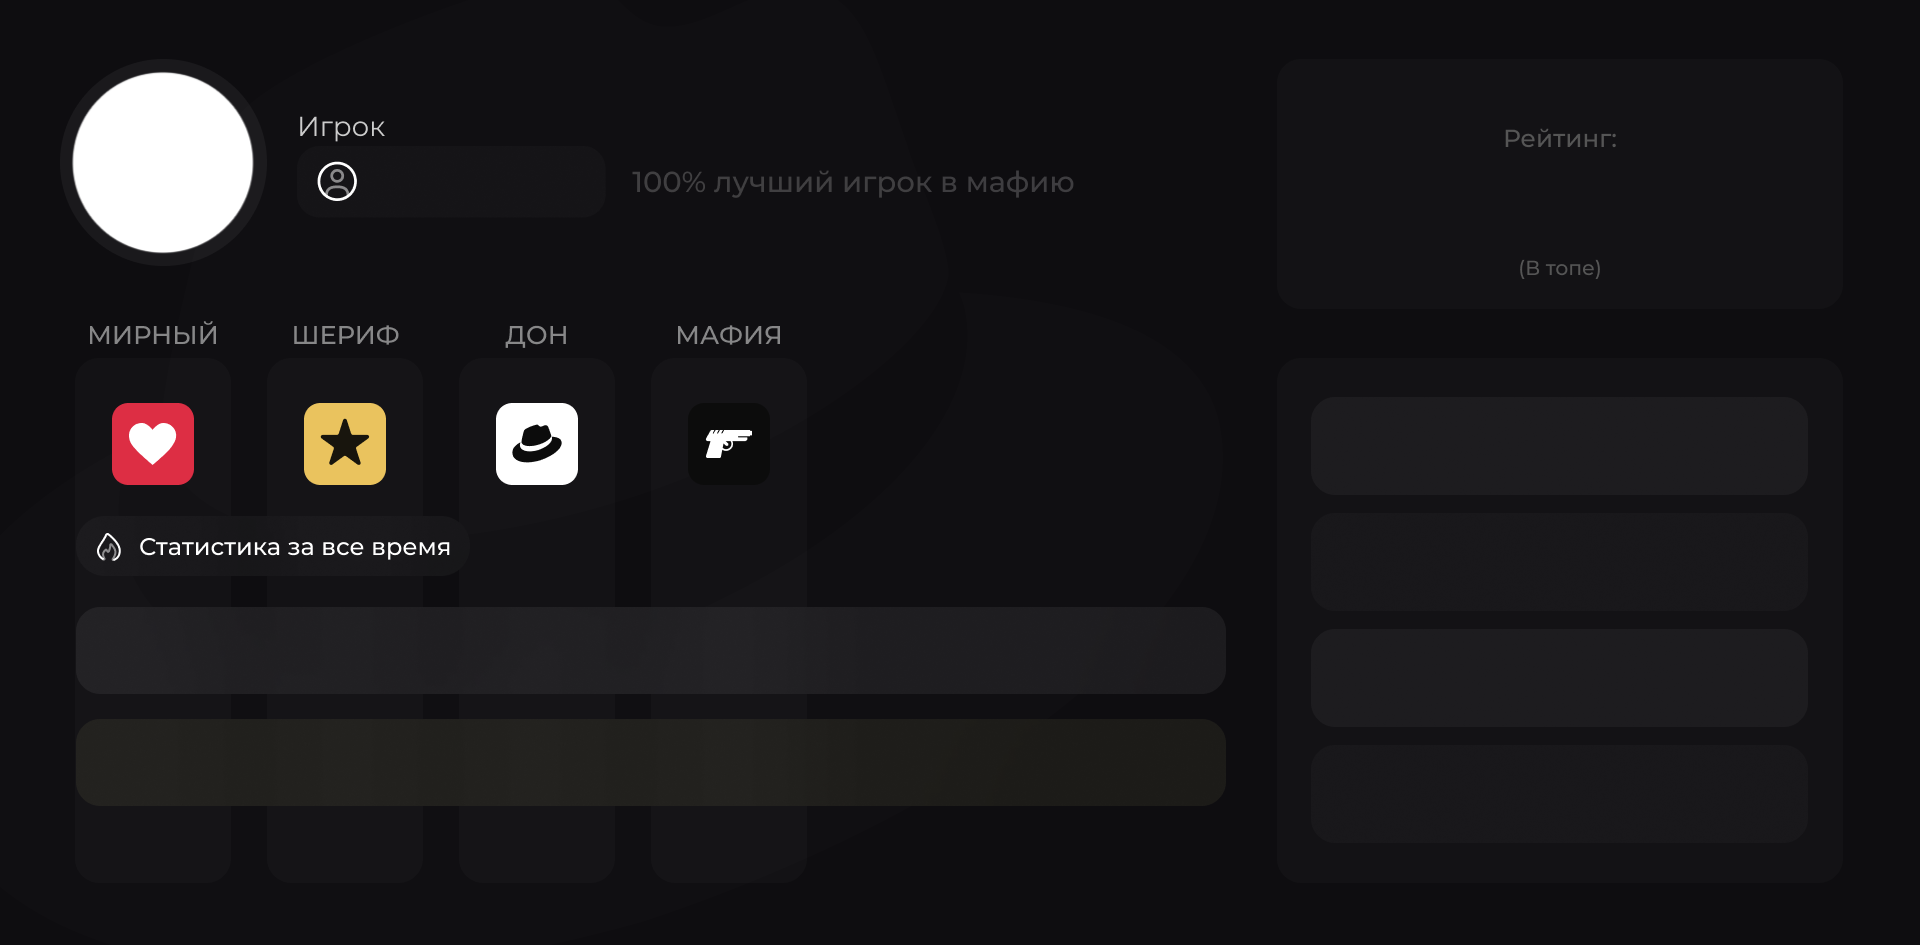 Игрок
100% лучший игрок в мафию
Рейтинг:
(В топе)
МИРНЫЙ
ШЕРИФ
ДОН
МАФИЯ
Статистика за все время